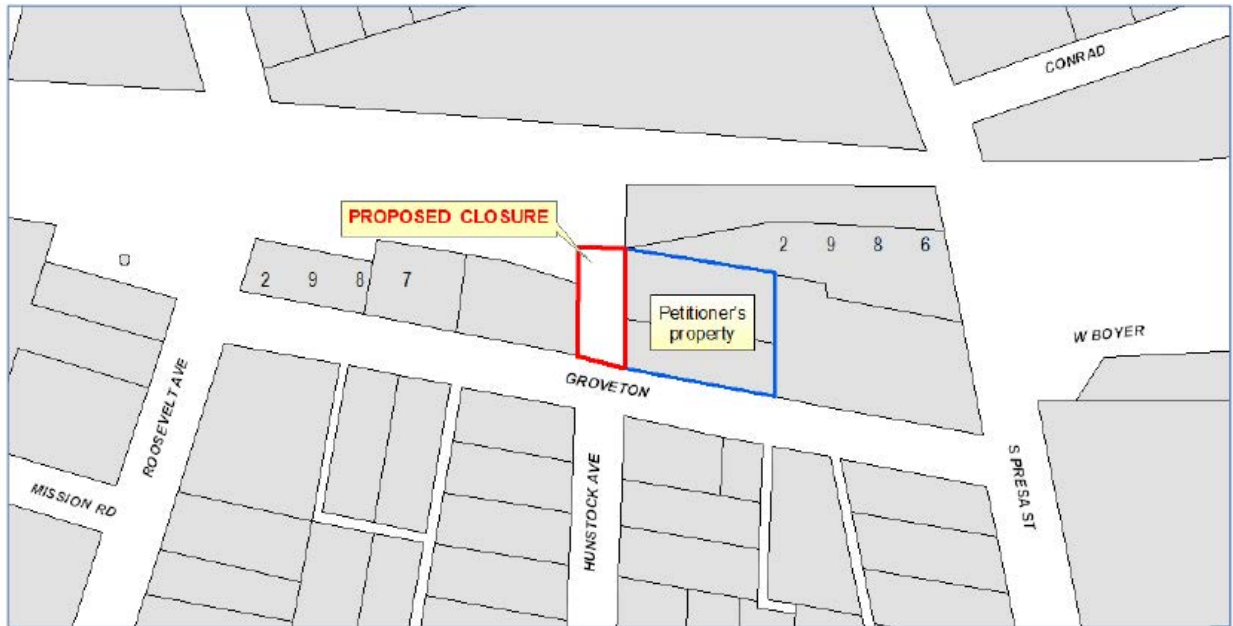 CONRAD
PROPOSED CLOSURE
2 9 8 6
2 9 8 7
Petitioner's
property
W BOYER
GROVETON
ROOSEVELT AVE
MISSION RD
HUNSTOCK AVE
S PRESA ST